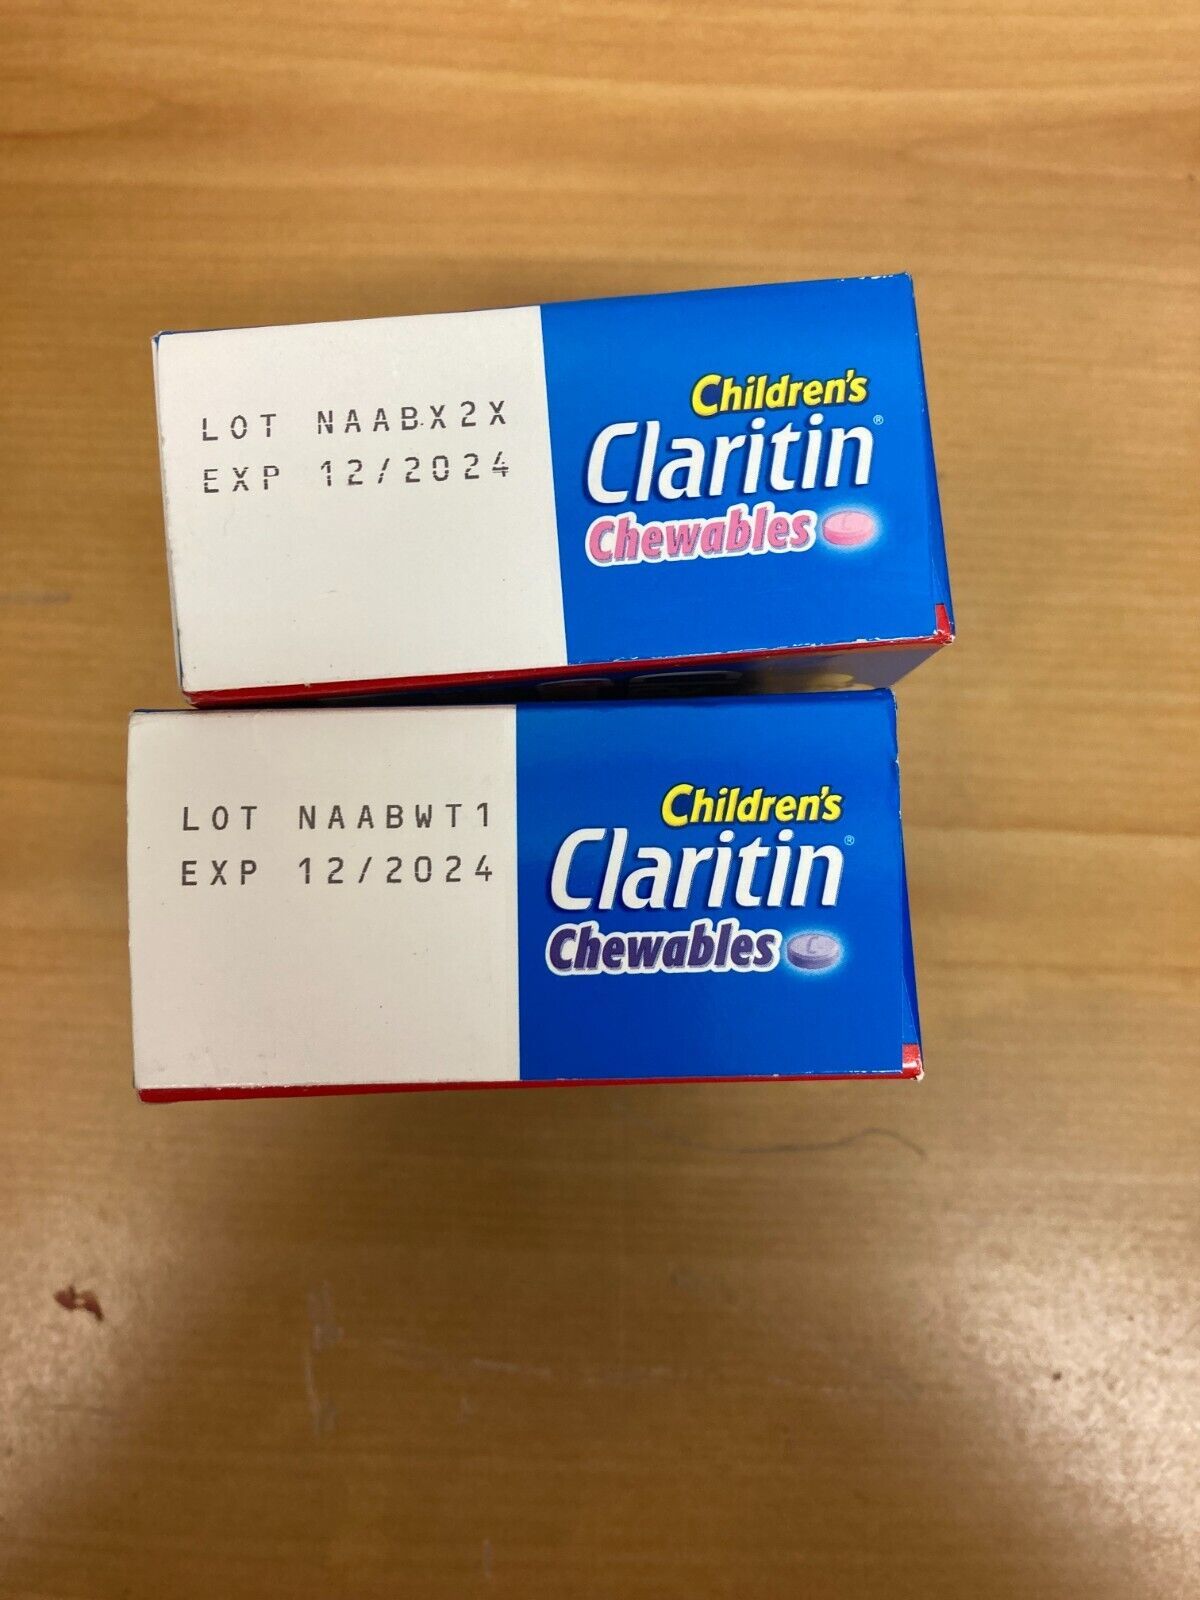 LOT NAABX2X
EXP 12/2024
Children's
Claritin®
Chewables
C
LOT NAABWT1
EXP 12/2024
Children's
Claritin®
Chewables
C